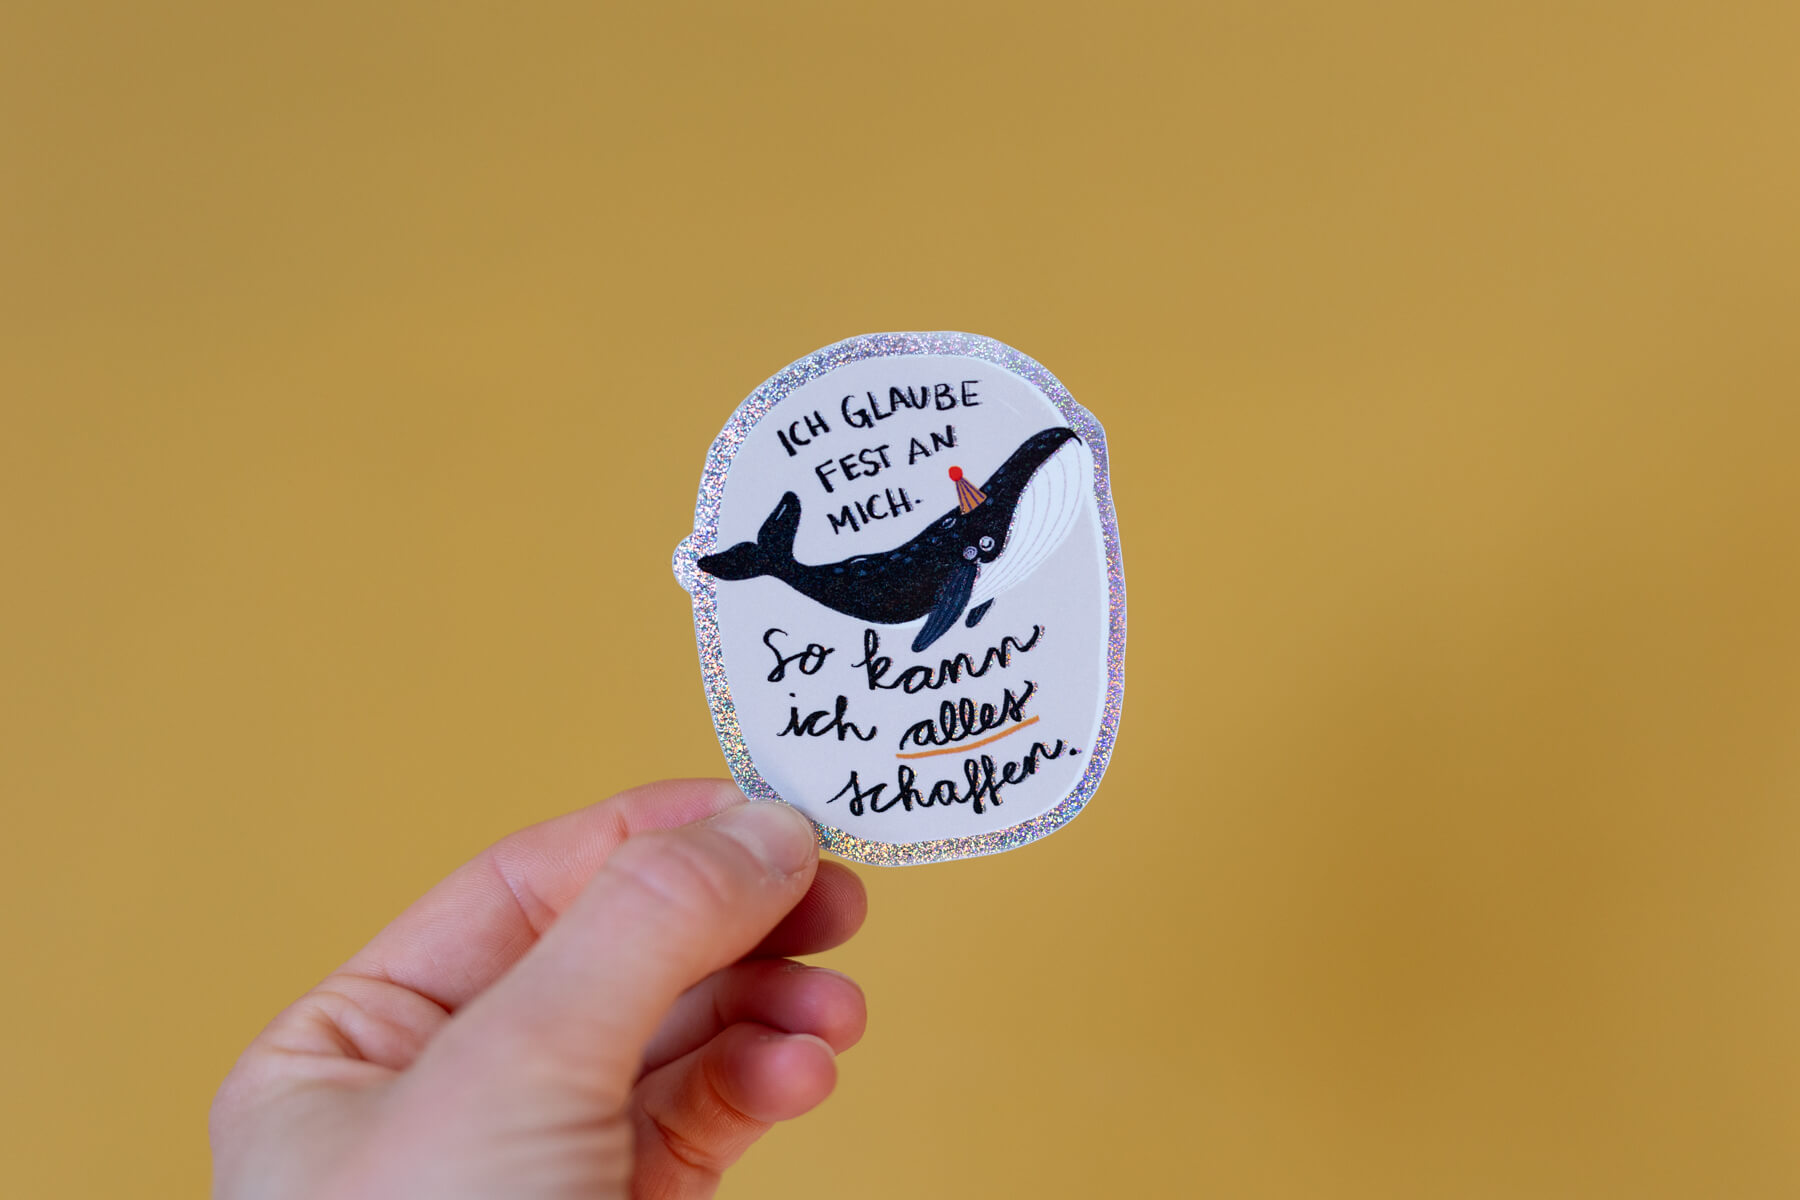 ICH GLAUBE
FEST AN
MICH.
So kann
ich alles
schaffen.